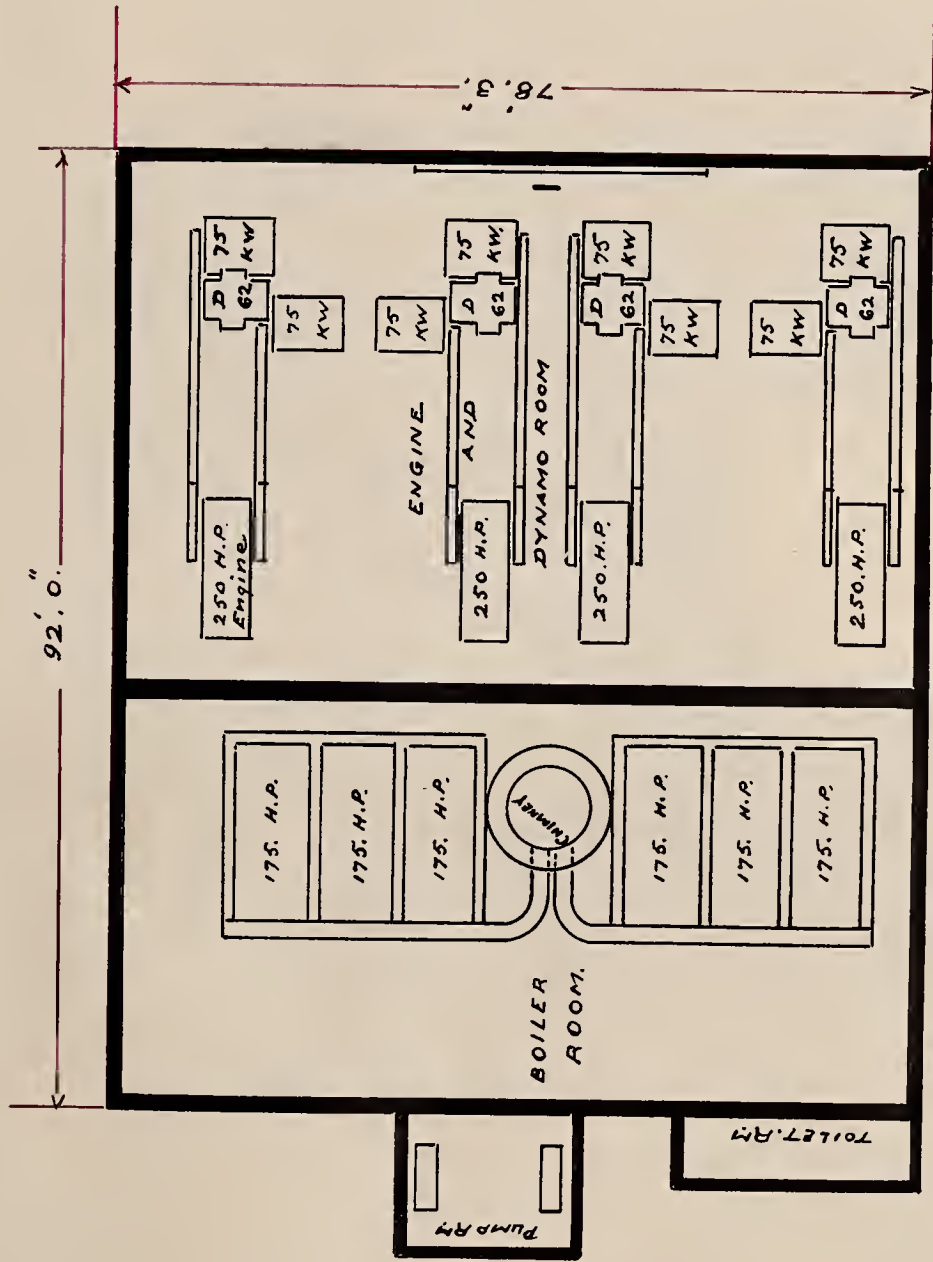 92'. 0."
78'. 3."
75
KW
D
62
75
KW
250 H.P.
Engine
75
KW
75
KW.
D
62
250 H.P.
ENGINE
AND
DYNAMO ROOM
75
KW
D
62
75
KW
250. H.P.
75
KW
75
KW
D
62
250. H.P.
175. H.P.
175. H.P.
175. H.P.
CHIMNEY
175. H.P.
175. H.P.
175. H.P.
BOILER
ROOM.
PUMP RM
TOILET. RM